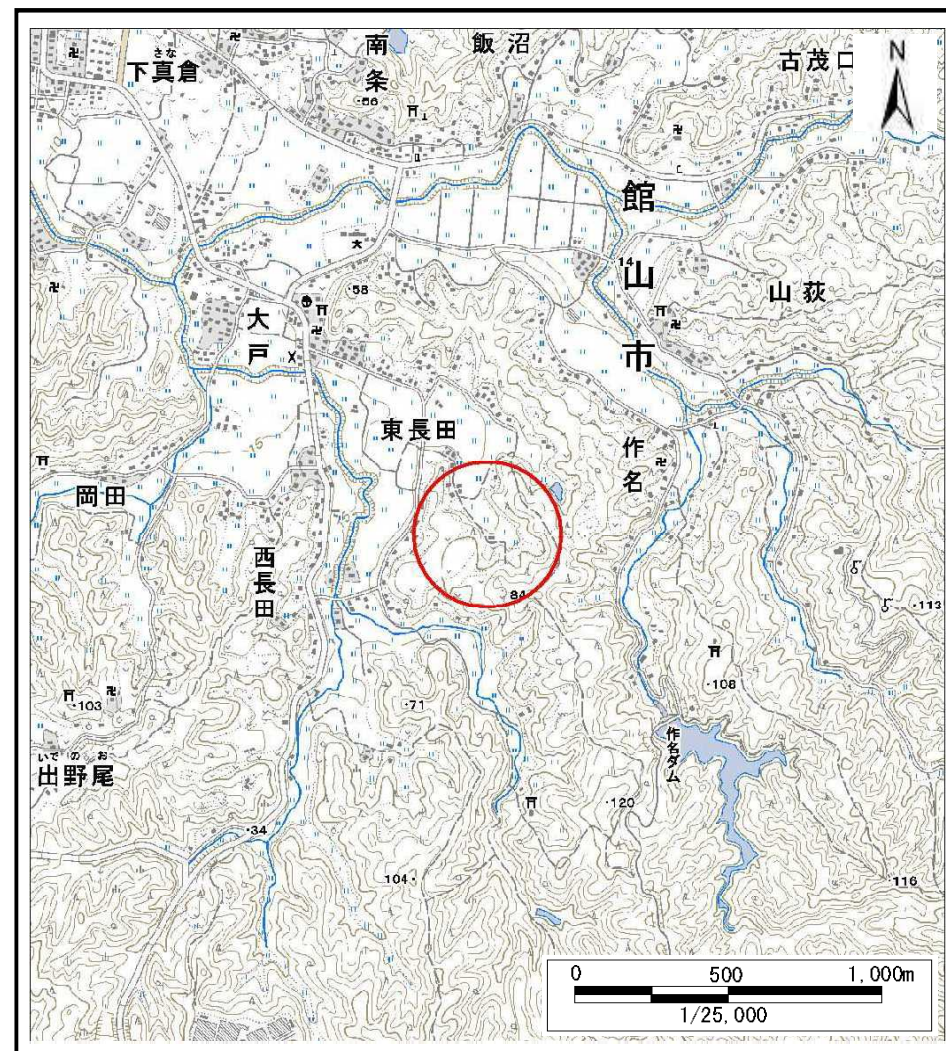 南条
飯沼
古茂口
N
さな
下真倉
56
館山市
14
山荻
58
大戸
東長田
作名
岡田
西長田
84
113
103
108
71
いでのお
出野尾
作名ダム
120
34
104
116
0 500 1,000m
1/25,000